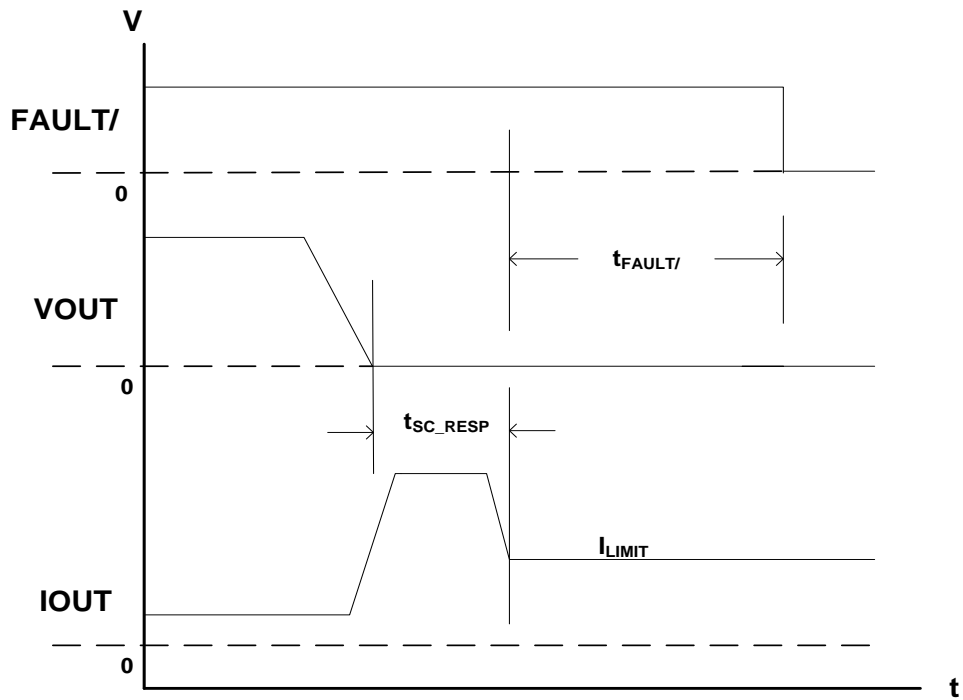 V
FAULT/
0
tFAULT/
VOUT
0
tSC_RESP
ILIMIT
IOUT
0
t